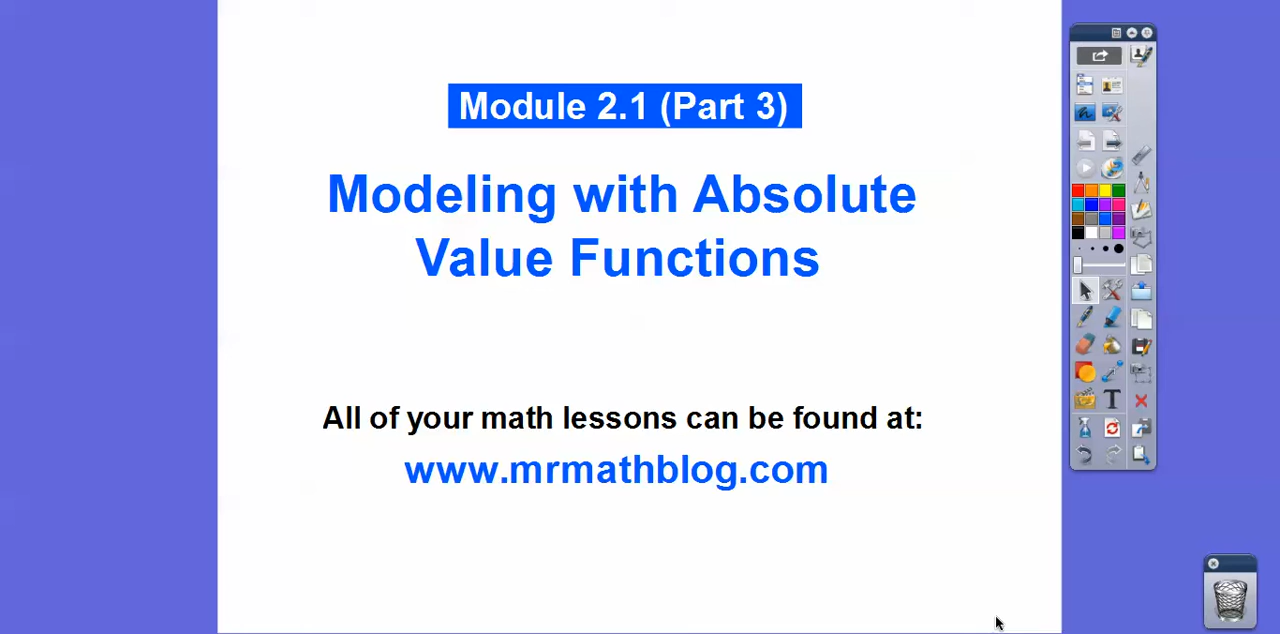 Module 2.1 (Part 3)
Modeling with Absolute
Value Functions
All of your math lessons can be found at:
www.mrmathblog.com